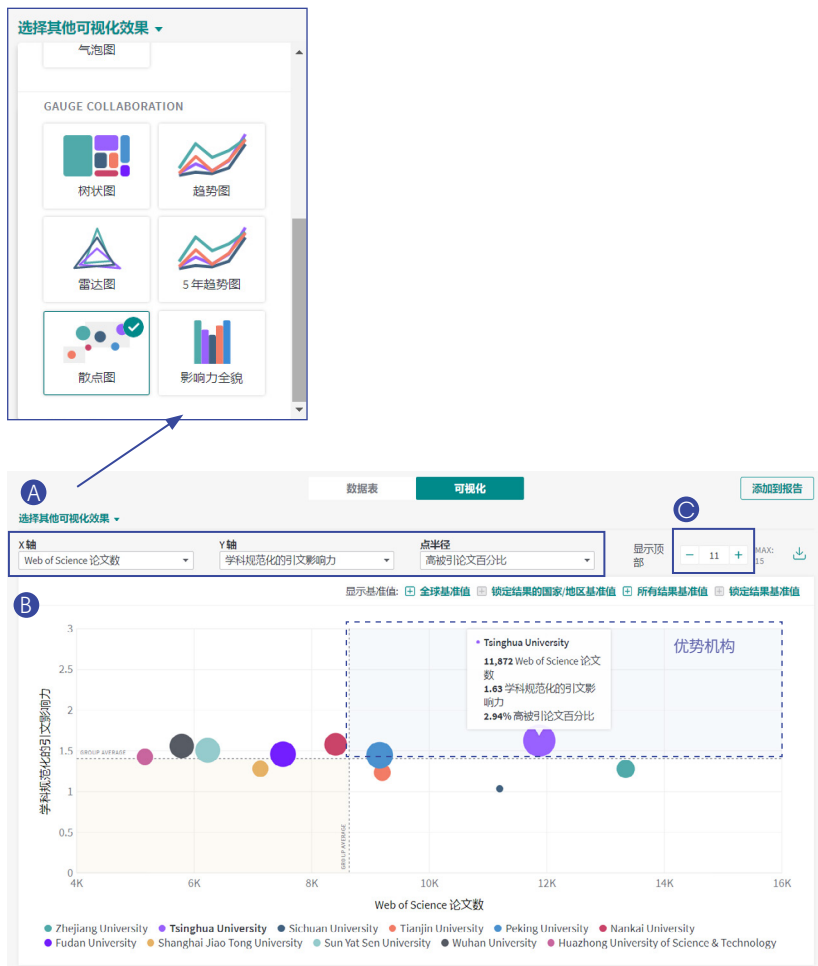 选择其他可视化效果
气泡图
GAUGE COLLABORATION
树状图 趋势图
雷达图 5年趋势图
散点图 影响力全貌
A
数据表 可视化 添加到报告
C
选择其他可视化效果
X轴 Y轴 点半径
Web of Science 论文数 学科规范化的引文影响力 高被引论文百分比
显示顶部 − 11 + MAX: 15
B
显示基准值: 全球基准值 锁定结果的国家/地区基准值 所有结果基准值 锁定结果基准值
优势机构
Tsinghua University
11,872 Web of Science 论文
数
1.63 学科规范化的引文影
响力
2.94% 高被引论文百分比
学科规范化的引文影响力
3
2.5
2
1.5
1
0.5
0
GROUP AVERAGE
GROUP AVERAGE
4K 6K 8K 10K 12K 14K 16K
Web of Science 论文数
Zhejiang University Tsinghua University Sichuan University Tianjin University Peking University Nankai University
Fudan University Shanghai Jiao Tong University Sun Yat Sen University Wuhan University Huazhong University of Science & Technology